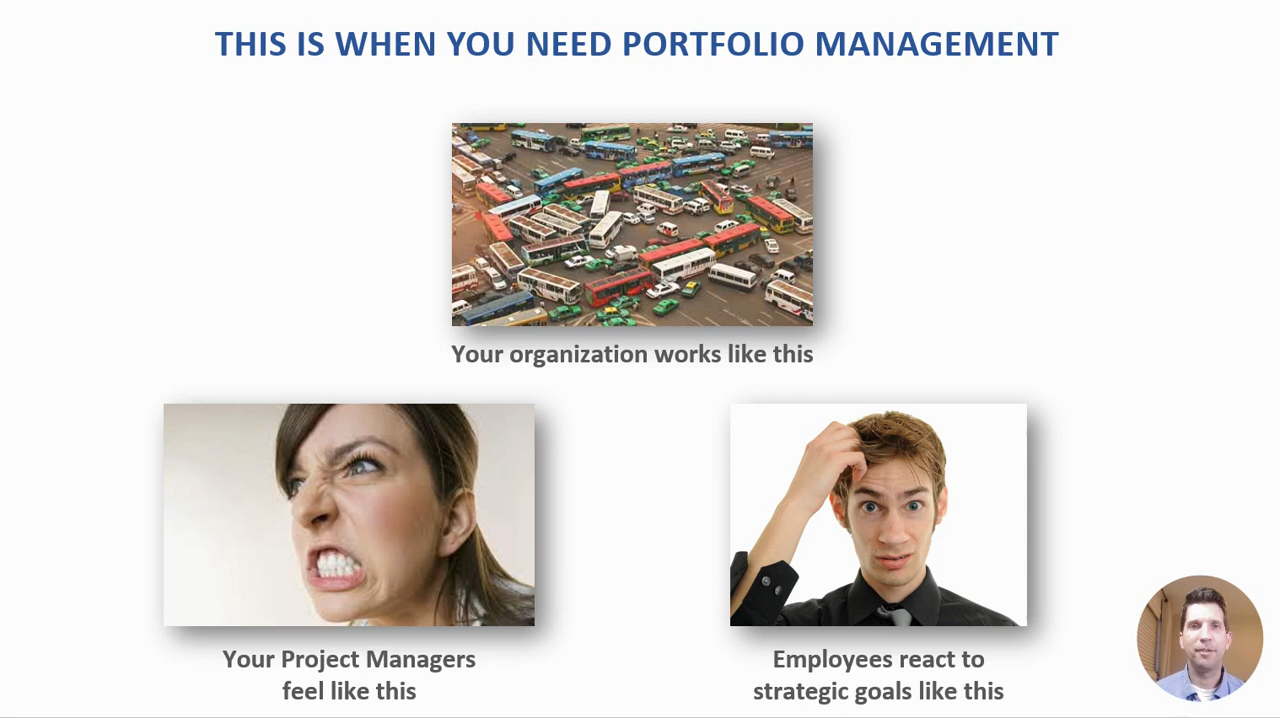 THIS IS WHEN YOU NEED PORTFOLIO MANAGEMENT
Your organization works like this
Your Project Managers
feel like this
Employees react to
strategic goals like this